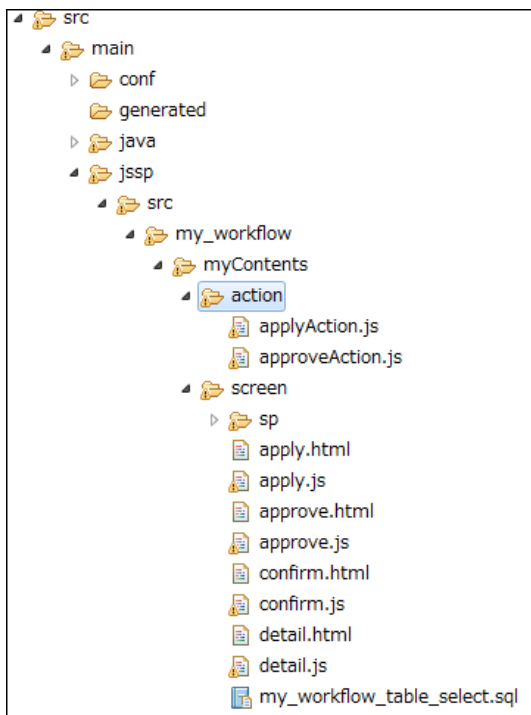 src
main
conf
generated
java
jssp
src
my_workflow
myContents
action
applyAction.js
approveAction.js
screen
sp
apply.html
apply.js
approve.html
approve.js
confirm.html
confirm.js
detail.html
detail.js
my_workflow_table_select.sql